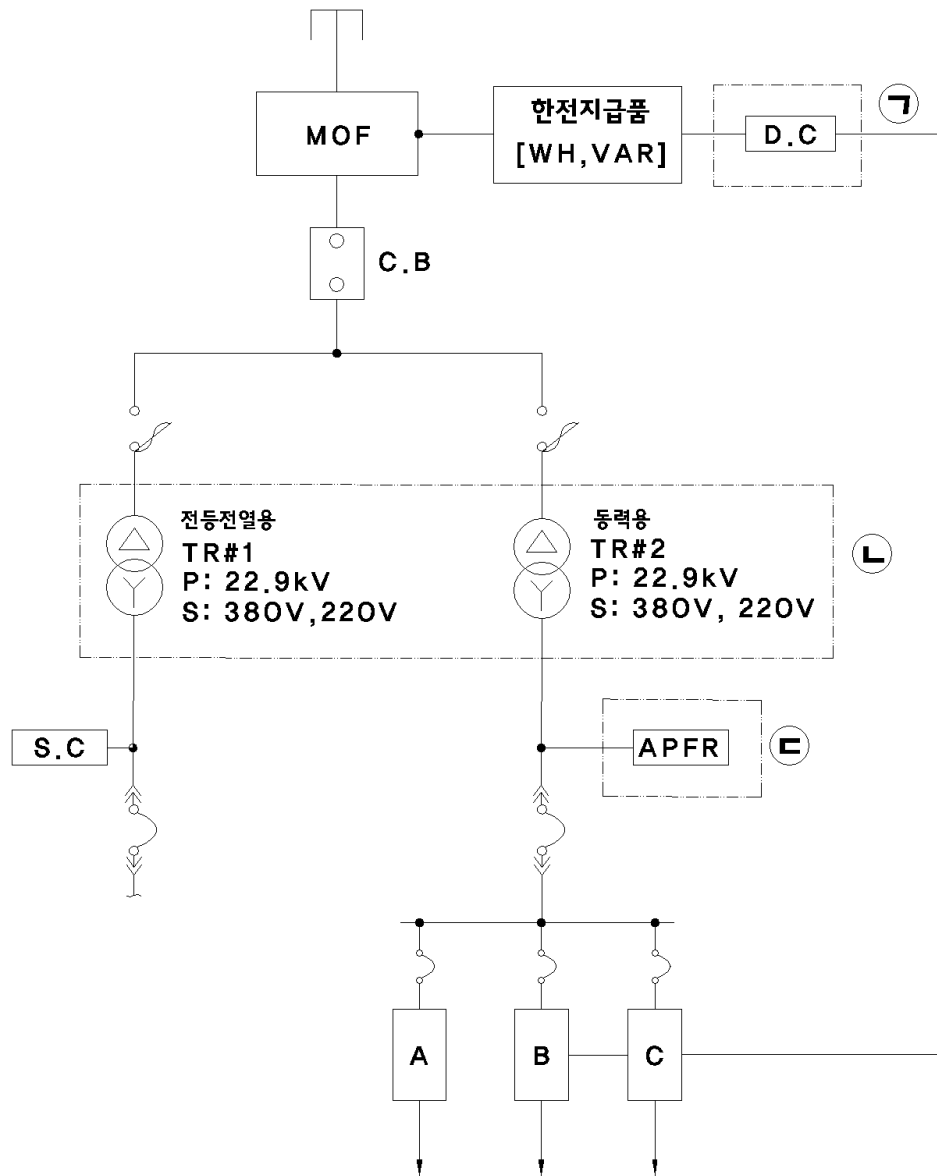 MOF
한전지급품
[WH,VAR]
D.C
ㄱ
C.B
전등전열용
TR#1
P: 22.9kV
S: 380V,220V
동력용
TR#2
P: 22.9kV
S: 380V, 220V
ㄴ
S.C
APFR
ㄷ
A
B
C